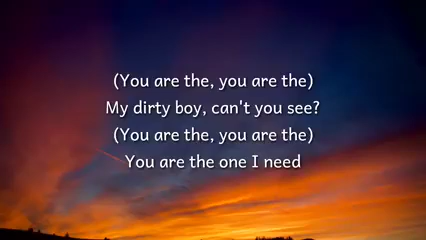 (You are the, you are the)
My dirty boy, can't you see?
(You are the, you are the)
You are the one I need